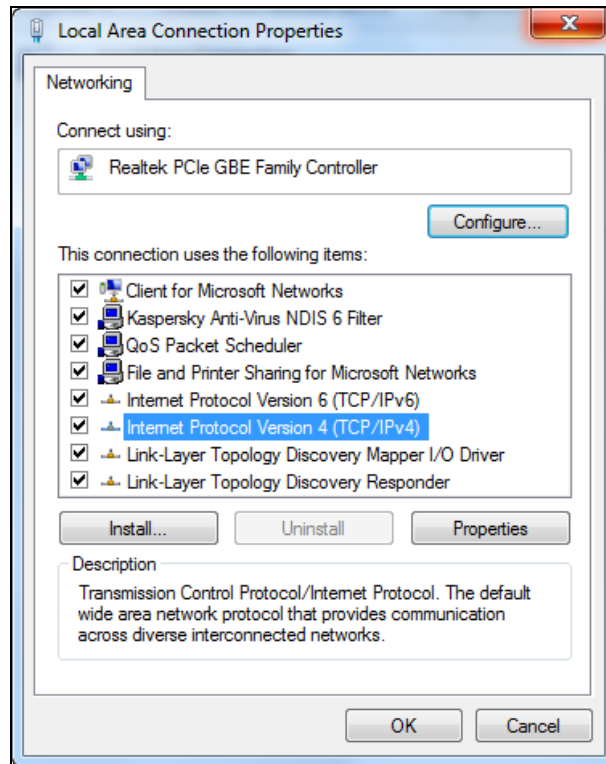 Local Area Connection Properties
Networking
Connect using:
Realtek PCIe GBE Family Controller
Configure...
This connection uses the following items:
Client for Microsoft Networks
Kaspersky Anti-Virus NDIS 6 Filter
QoS Packet Scheduler
File and Printer Sharing for Microsoft Networks
Internet Protocol Version 6 (TCP/IPv6)
Internet Protocol Version 4 (TCP/IPv4)
Link-Layer Topology Discovery Mapper I/O Driver
Link-Layer Topology Discovery Responder
Install... Uninstall Properties
Description
Transmission Control Protocol/Internet Protocol. The default
wide area network protocol that provides communication
across diverse interconnected networks.
OK Cancel